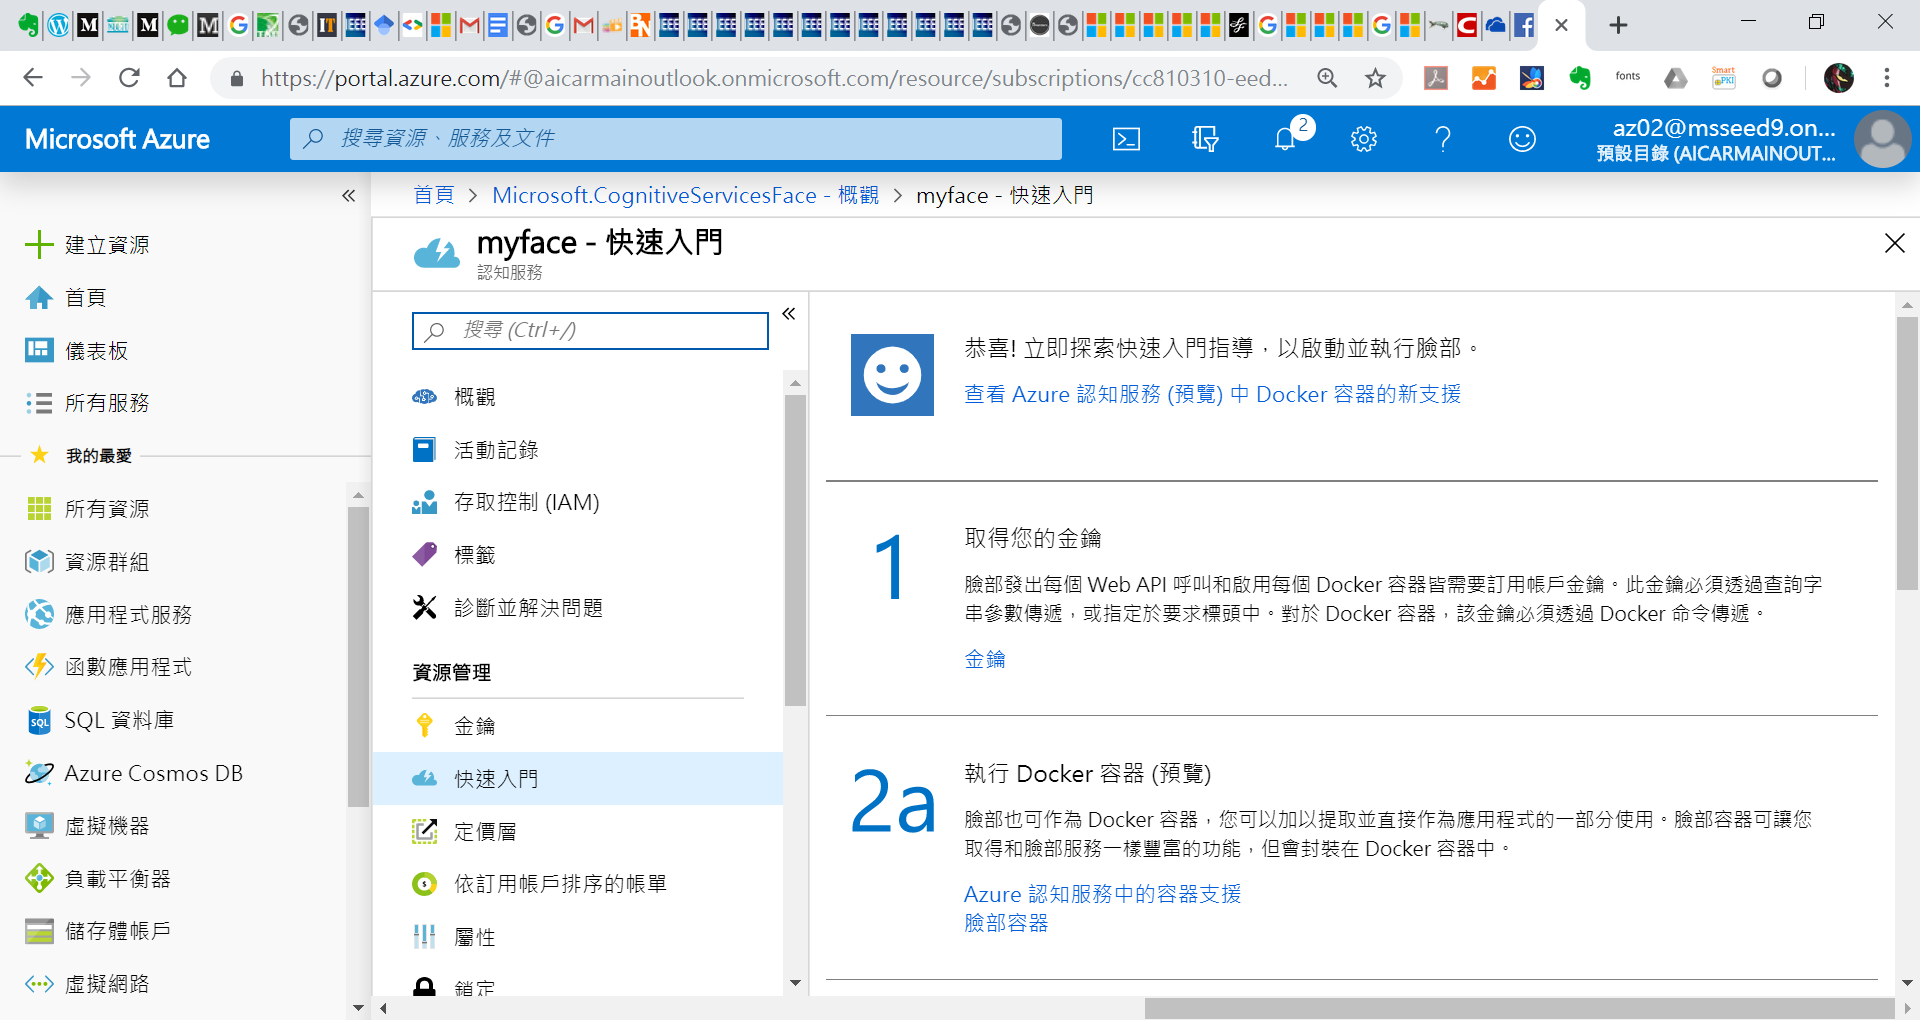 https://portal.azure.com/#@aicarmainoutlook.onmicrosoft.com/resource/subscriptions/cc810310-eed...
fonts
Smart
ePKI
Microsoft Azure
搜尋資源、服務及文件
2
az02@msseed9.on...
預設目錄 (AICARMAINOUT...
首頁 > Microsoft.CognitiveServicesFace - 概觀 > myface - 快速入門
myface - 快速入門
認知服務
建立資源
首頁
儀表板
所有服務
我的最愛
所有資源
資源群組
應用程式服務
函數應用程式
SQL 資料庫
Azure Cosmos DB
虛擬機器
負載平衡器
儲存體帳戶
虛擬網路
搜尋 (Ctrl+/)
概觀
活動記錄
存取控制 (IAM)
標籤
診斷並解決問題
資源管理
金鑰
快速入門
定價層
依訂用帳戶排序的帳單
屬性
鎖定
恭喜! 立即探索快速入門指導，以啟動並執行臉部。
查看 Azure 認知服務 (預覽) 中 Docker 容器的新支援
1
取得您的金鑰
臉部發出每個 Web API 呼叫和啟用每個 Docker 容器皆需要訂用帳戶金鑰。此金鑰必須透過查詢字
串參數傳遞，或指定於要求標頭中。對於 Docker 容器，該金鑰必須透過 Docker 命令傳遞。
金鑰
2a
執行 Docker 容器 (預覽)
臉部也可作為 Docker 容器，您可以加以提取並直接作為應用程式的一部分使用。臉部容器可讓您
取得和臉部服務一樣豐富的功能，但會封裝在 Docker 容器中。
Azure 認知服務中的容器支援
臉部容器